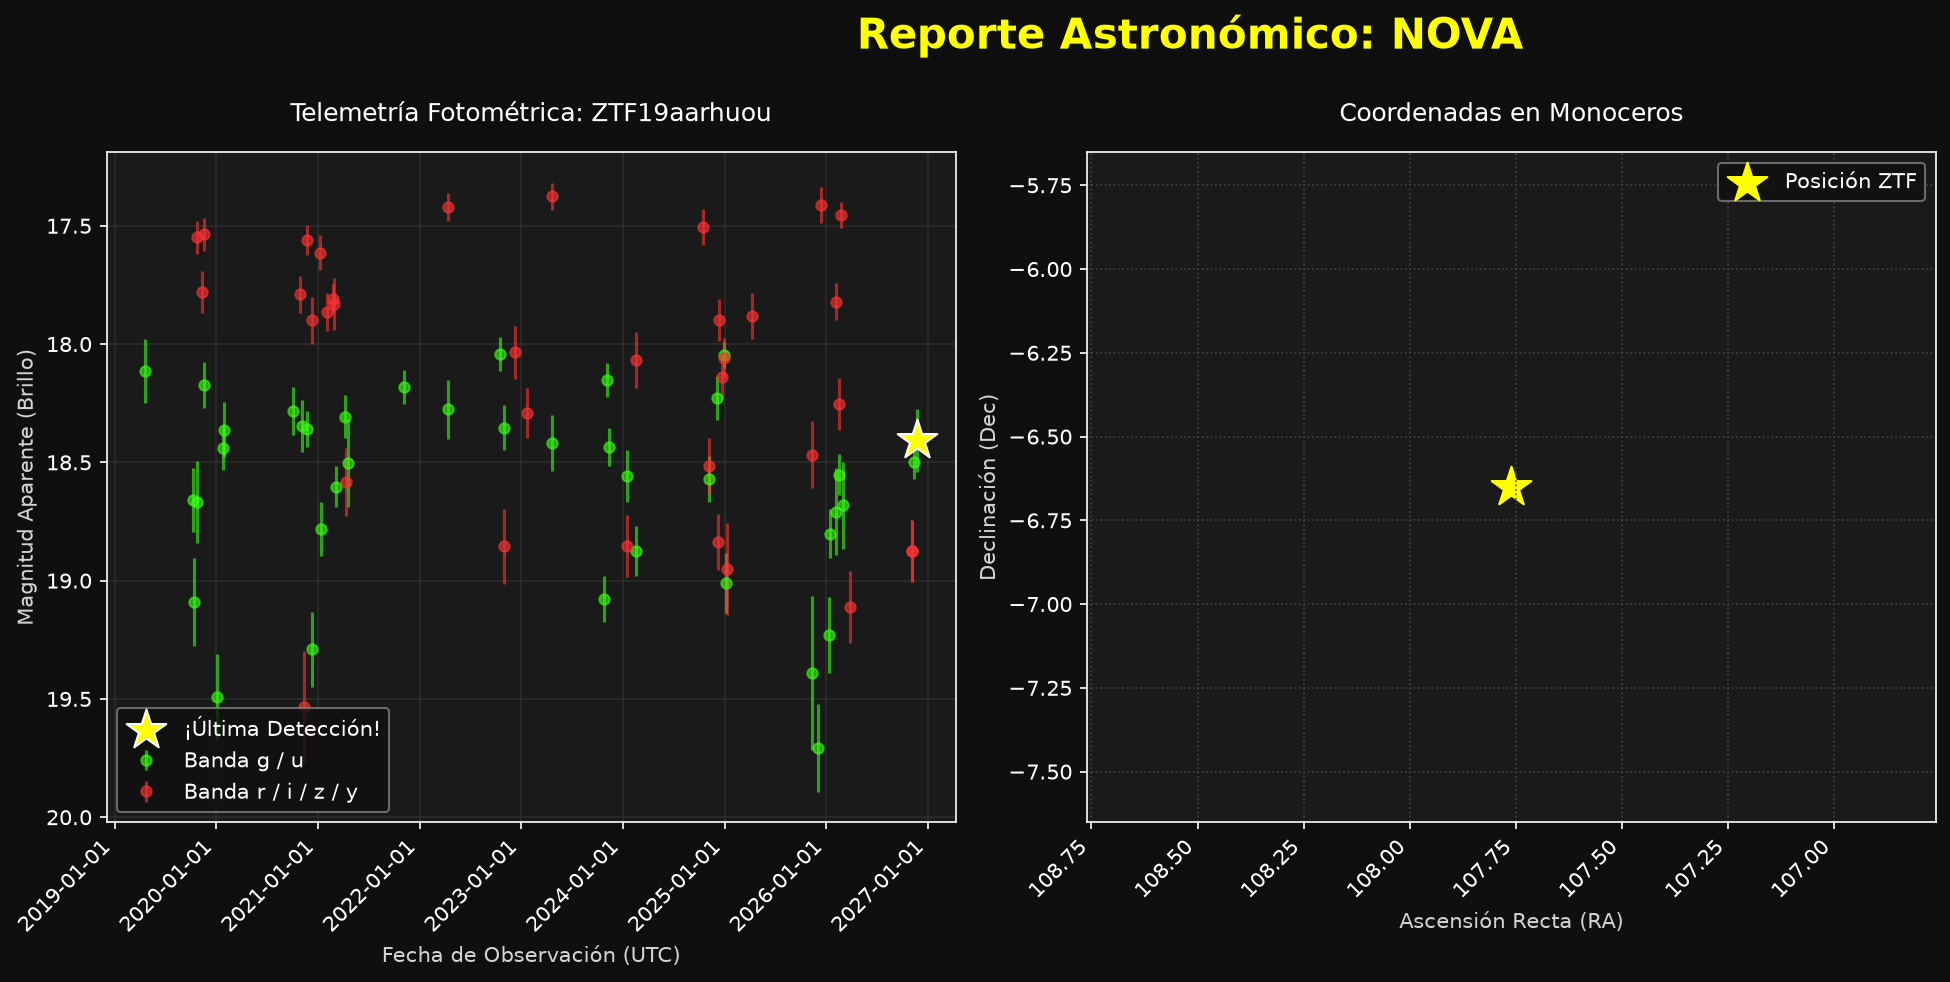 Reporte Astronómico: NOVA
Telemetría Fotométrica: ZTF19aarhuou
Magnitud Aparente (Brillo)
17.5
18.0
18.5
19.0
19.5
20.0
¡Última Detección!
Banda g / u
Banda r / i / z / y
2019-01-01
2020-01-01
2021-01-01
2022-01-01
2023-01-01
2024-01-01
2025-01-01
2026-01-01
2027-01-01
Fecha de Observación (UTC)
Coordenadas en Monoceros
Posición ZTF
Declinación (Dec)
−5.75
−6.00
−6.25
−6.50
−6.75
−7.00
−7.25
−7.50
108.75
108.50
108.25
108.00
107.75
107.50
107.25
107.00
Ascensión Recta (RA)